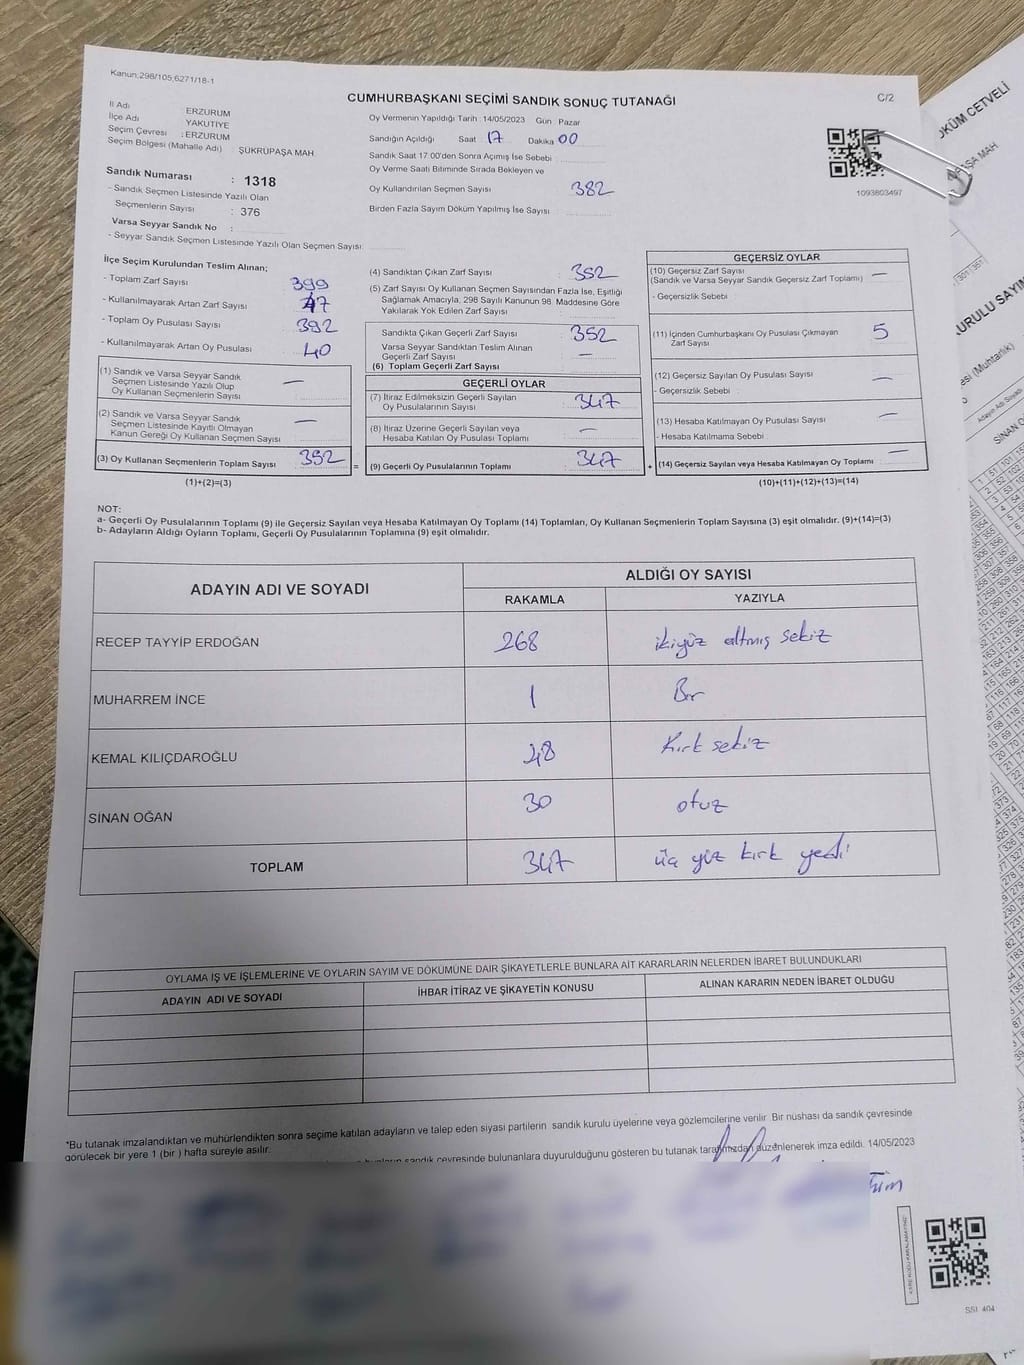 Kanun;298/105,6271/18-1
CUMHURBAŞKANI SEÇİMİ SANDIK SONUÇ TUTANAĞI
C/2
İl Adı ERZURUM
İlçe Adı YAKUTİYE
Seçim Çevresi : ERZURUM
Seçim Bölgesi (Mahalle Adı) : ŞÜKRÜPAŞA MAH.
Oy Vermenin Yapıldığı Tarih : 14/05/2023 Gün : Pazar
Sandığın Açıldığı Saat : 17 Dakika 00
Sandık Saat 17:00'den Sonra Açımış İse Sebebi :
Oy Verme Saati Bitiminde Sırada Bekleyen ve
Oy Kullandırılan Seçmen Sayısı 382
Birden Fazla Sayım Döküm Yapılmış İse Sayısı
1093803497
Sandık Numarası : 1318
- Sandık Seçmen Listesinde Yazılı Olan
Seçmenlerin Sayısı : 376
Varsa Seyyar Sandık No :
- Seyyar Sandık Seçmen Listesinde Yazılı Olan Seçmen Sayısı:
İlçe Seçim Kurulundan Teslim Alınan;
- Toplam Zarf Sayısı 399
- Kullanılmayarak Artan Zarf Sayısı 47
- Toplam Oy Pusulası Sayısı 392
- Kullanılmayarak Artan Oy Pusulası 40
(1) Sandık ve Varsa Seyyar Sandık
Seçmen Listesinde Yazılı Olup
Oy Kullanan Seçmenlerin Sayısı —
(2) Sandık ve Varsa Seyyar Sandık
Seçmen Listesinde Kayıtlı Olmayan
Kanun Gereği Oy Kullanan Seçmen Sayısı —
(3) Oy Kullanan Seçmenlerin Toplam Sayısı 352
(1)+(2)=(3)
(4) Sandıktan Çıkan Zarf Sayısı 352
(5) Zarf Sayısı Oy Kullanan Seçmen Sayısından Fazla İse, Eşitliği
Sağlamak Amacıyla, 298 Sayılı Kanunun 98. Maddesine Göre
Yakılarak Yok Edilen Zarf Sayısı :
Sandıkta Çıkan Geçerli Zarf Sayısı 352
Varsa Seyyar Sandıktan Teslim Alınan
Geçerli Zarf Sayısı —
(6) Toplam Geçerli Zarf Sayısı
GEÇERLİ OYLAR
(7) İtiraz Edilmeksizin Geçerli Sayılan
Oy Pusulalarının Sayısı 347
(8) İtiraz Üzerine Geçerli Sayılan veya
Hesaba Katılan Oy Pusulası Toplamı —
= (9) Geçerli Oy Pusulalarının Toplamı 347 +
GEÇERSİZ OYLAR
(10) Geçersiz Zarf Sayısı —
(Sandık ve Varsa Seyyar Sandık Geçersiz Zarf Toplamı)
- Geçersizlik Sebebi
(11) İçinden Cumhurbaşkanı Oy Pusulası Çıkmayan
Zarf Sayısı 5
(12) Geçersiz Sayılan Oy Pusulası Sayısı —
- Geçersizlik Sebebi :
(13) Hesaba Katılmayan Oy Pusulası Sayısı —
- Hesaba Katılmama Sebebi
(14) Geçersiz Sayılan veya Hesaba Katılmayan Oy Toplamı —
(10)+(11)+(12)+(13)=(14)
NOT:
a- Geçerli Oy Pusulalarının Toplamı (9) ile Geçersiz Sayılan veya Hesaba Katılmayan Oy Toplamı (14) Toplamları, Oy Kullanan Seçmenlerin Toplam Sayısına (3) eşit olmalıdır. (9)+(14)=(3)
b- Adayların Aldığı Oyların Toplamı, Geçerli Oy Pusulalarının Toplamına (9) eşit olmalıdır.
ADAYIN ADI VE SOYADI
ALDIĞI OY SAYISI
RAKAMLA YAZIYLA
RECEP TAYYİP ERDOĞAN 268 ikiyüz altmış sekiz
MUHARREM İNCE 1 Bir
KEMAL KILIÇDAROĞLU 48 Kırk sekiz
SİNAN OĞAN 30 otuz
TOPLAM 347 üç yüz kırk yedi
OYLAMA İŞ VE İŞLEMLERİNE VE OYLARIN SAYIM VE DÖKÜMÜNE DAİR ŞİKAYETLERLE BUNLARA AİT KARARLARIN NELERDEN İBARET BULUNDUKLARI
ADAYIN ADI VE SOYADI İHBAR İTİRAZ VE ŞİKAYETİN KONUSU ALINAN KARARIN NEDEN İBARET OLDUĞU
*Bu tutanak imzalandıktan ve mühürlendikten sonra seçime katılan adayların ve talep eden siyasi partilerin sandık kurulu üyelerine veya gözlemcilerine verilir. Bir nüshası da sandık çevresinde
görülecek bir yere 1 (bir ) hafta süreyle asılır.
sandık çevresinde bulunanlara duyurulduğunu gösteren bu tutanak tarafımızdan düzenlenerek imza edildi. 14/05/2023
SSI 404